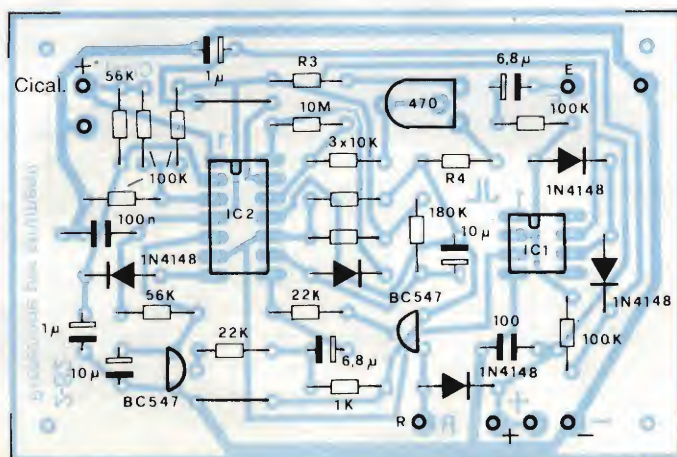 1µ
Cical.
+
56K
R3
6,8µ
E
10M
470
100K
3x10K
100K
R4
1N4148
IC2
100n
180K
10µ
IC1
1N4148
1N4148
56K
22K
1µ
22K
100
100K
10µ
6,8µ
1N4148
BC547
BC547
1K
R
R
+
+
-
-